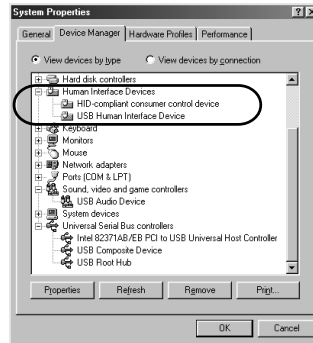 System Properties
General Device Manager Hardware Profiles Performance
View devices by type View devices by connection
Hard disk controllers
Human Interface Devices
HID-compliant consumer control device
USB Human Interface Device
Keyboard
Monitors
Mouse
Network adapters
Ports (COM & LPT)
Sound, video and game controllers
USB Audio Device
System devices
Universal Serial Bus controllers
Intel 82371AB/EB PCI to USB Universal Host Controller
USB Composite Device
USB Root Hub
Properties Refresh Remove Print...
OK Cancel